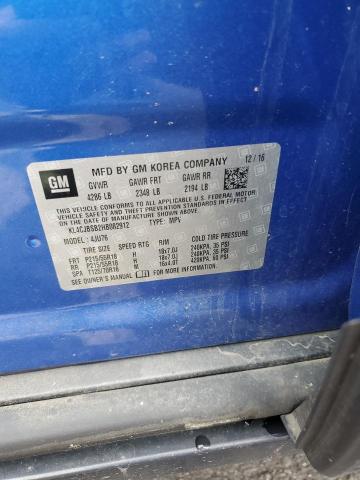 GM
MFD BY GM KOREA COMPANY 12/16
GVWR GAWR FRT GAWR RR
4286 LB 2348 LB 2194 LB
THIS VEHICLE CONFORMS TO ALL APPLICABLE U.S. FEDERAL MOTOR
VEHICLE SAFETY AND THEFT PREVENTION STANDARDS IN EFFECT ON
THE DATE OF MANUFACTURE SHOWN ABOVE.
KL4CJBSB2HB082912 TYPE: MPV
MODEL: 4JU76
TIRE SIZE SPEED RTG RIM COLD TIRE PRESSURE
FRT P215/55R18 H 18x7.0J 240KPA, 35 PSI
RR P215/55R18 H 18x7.0J 240KPA, 35 PSI
SPA T125/70R16 M 16x4.0T 420KPA, 60 PSI
SEE OWNER'S MANUAL.